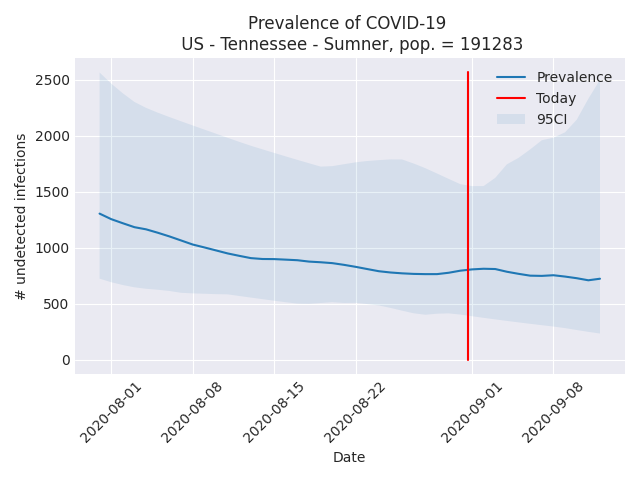 Prevalence of COVID-19
US - Tennessee - Sumner, pop. = 191283
# undetected infections
2500
2000
1500
1000
500
0
Prevalence
Today
95CI
2020-08-01
2020-08-08
2020-08-15
2020-08-22
2020-09-01
2020-09-08
Date